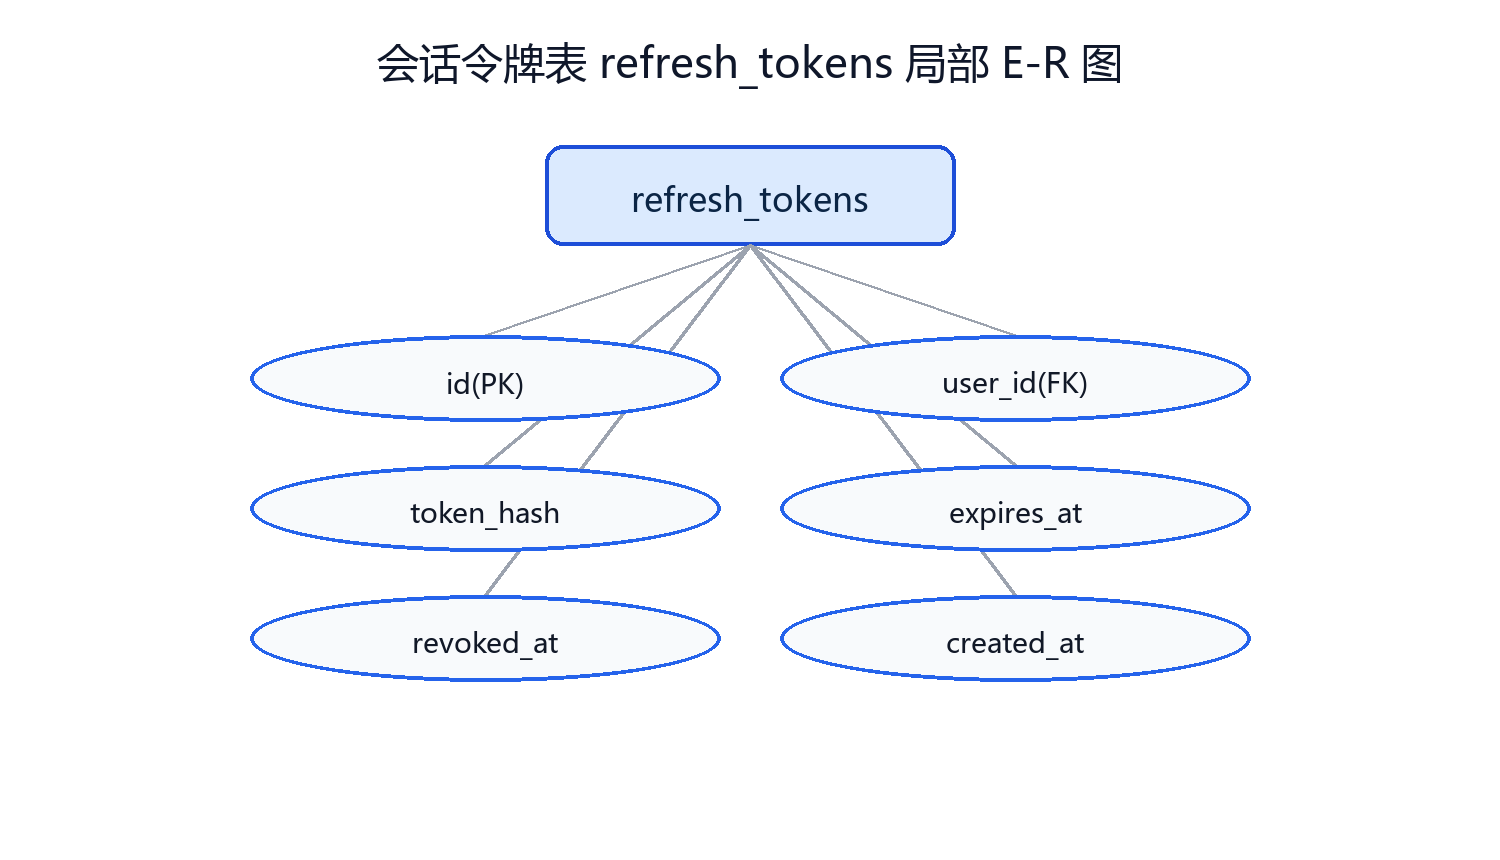 会话令牌表 refresh_tokens 局部 E-R 图
refresh_tokens
id(PK)
user_id(FK)
token_hash
expires_at
revoked_at
created_at